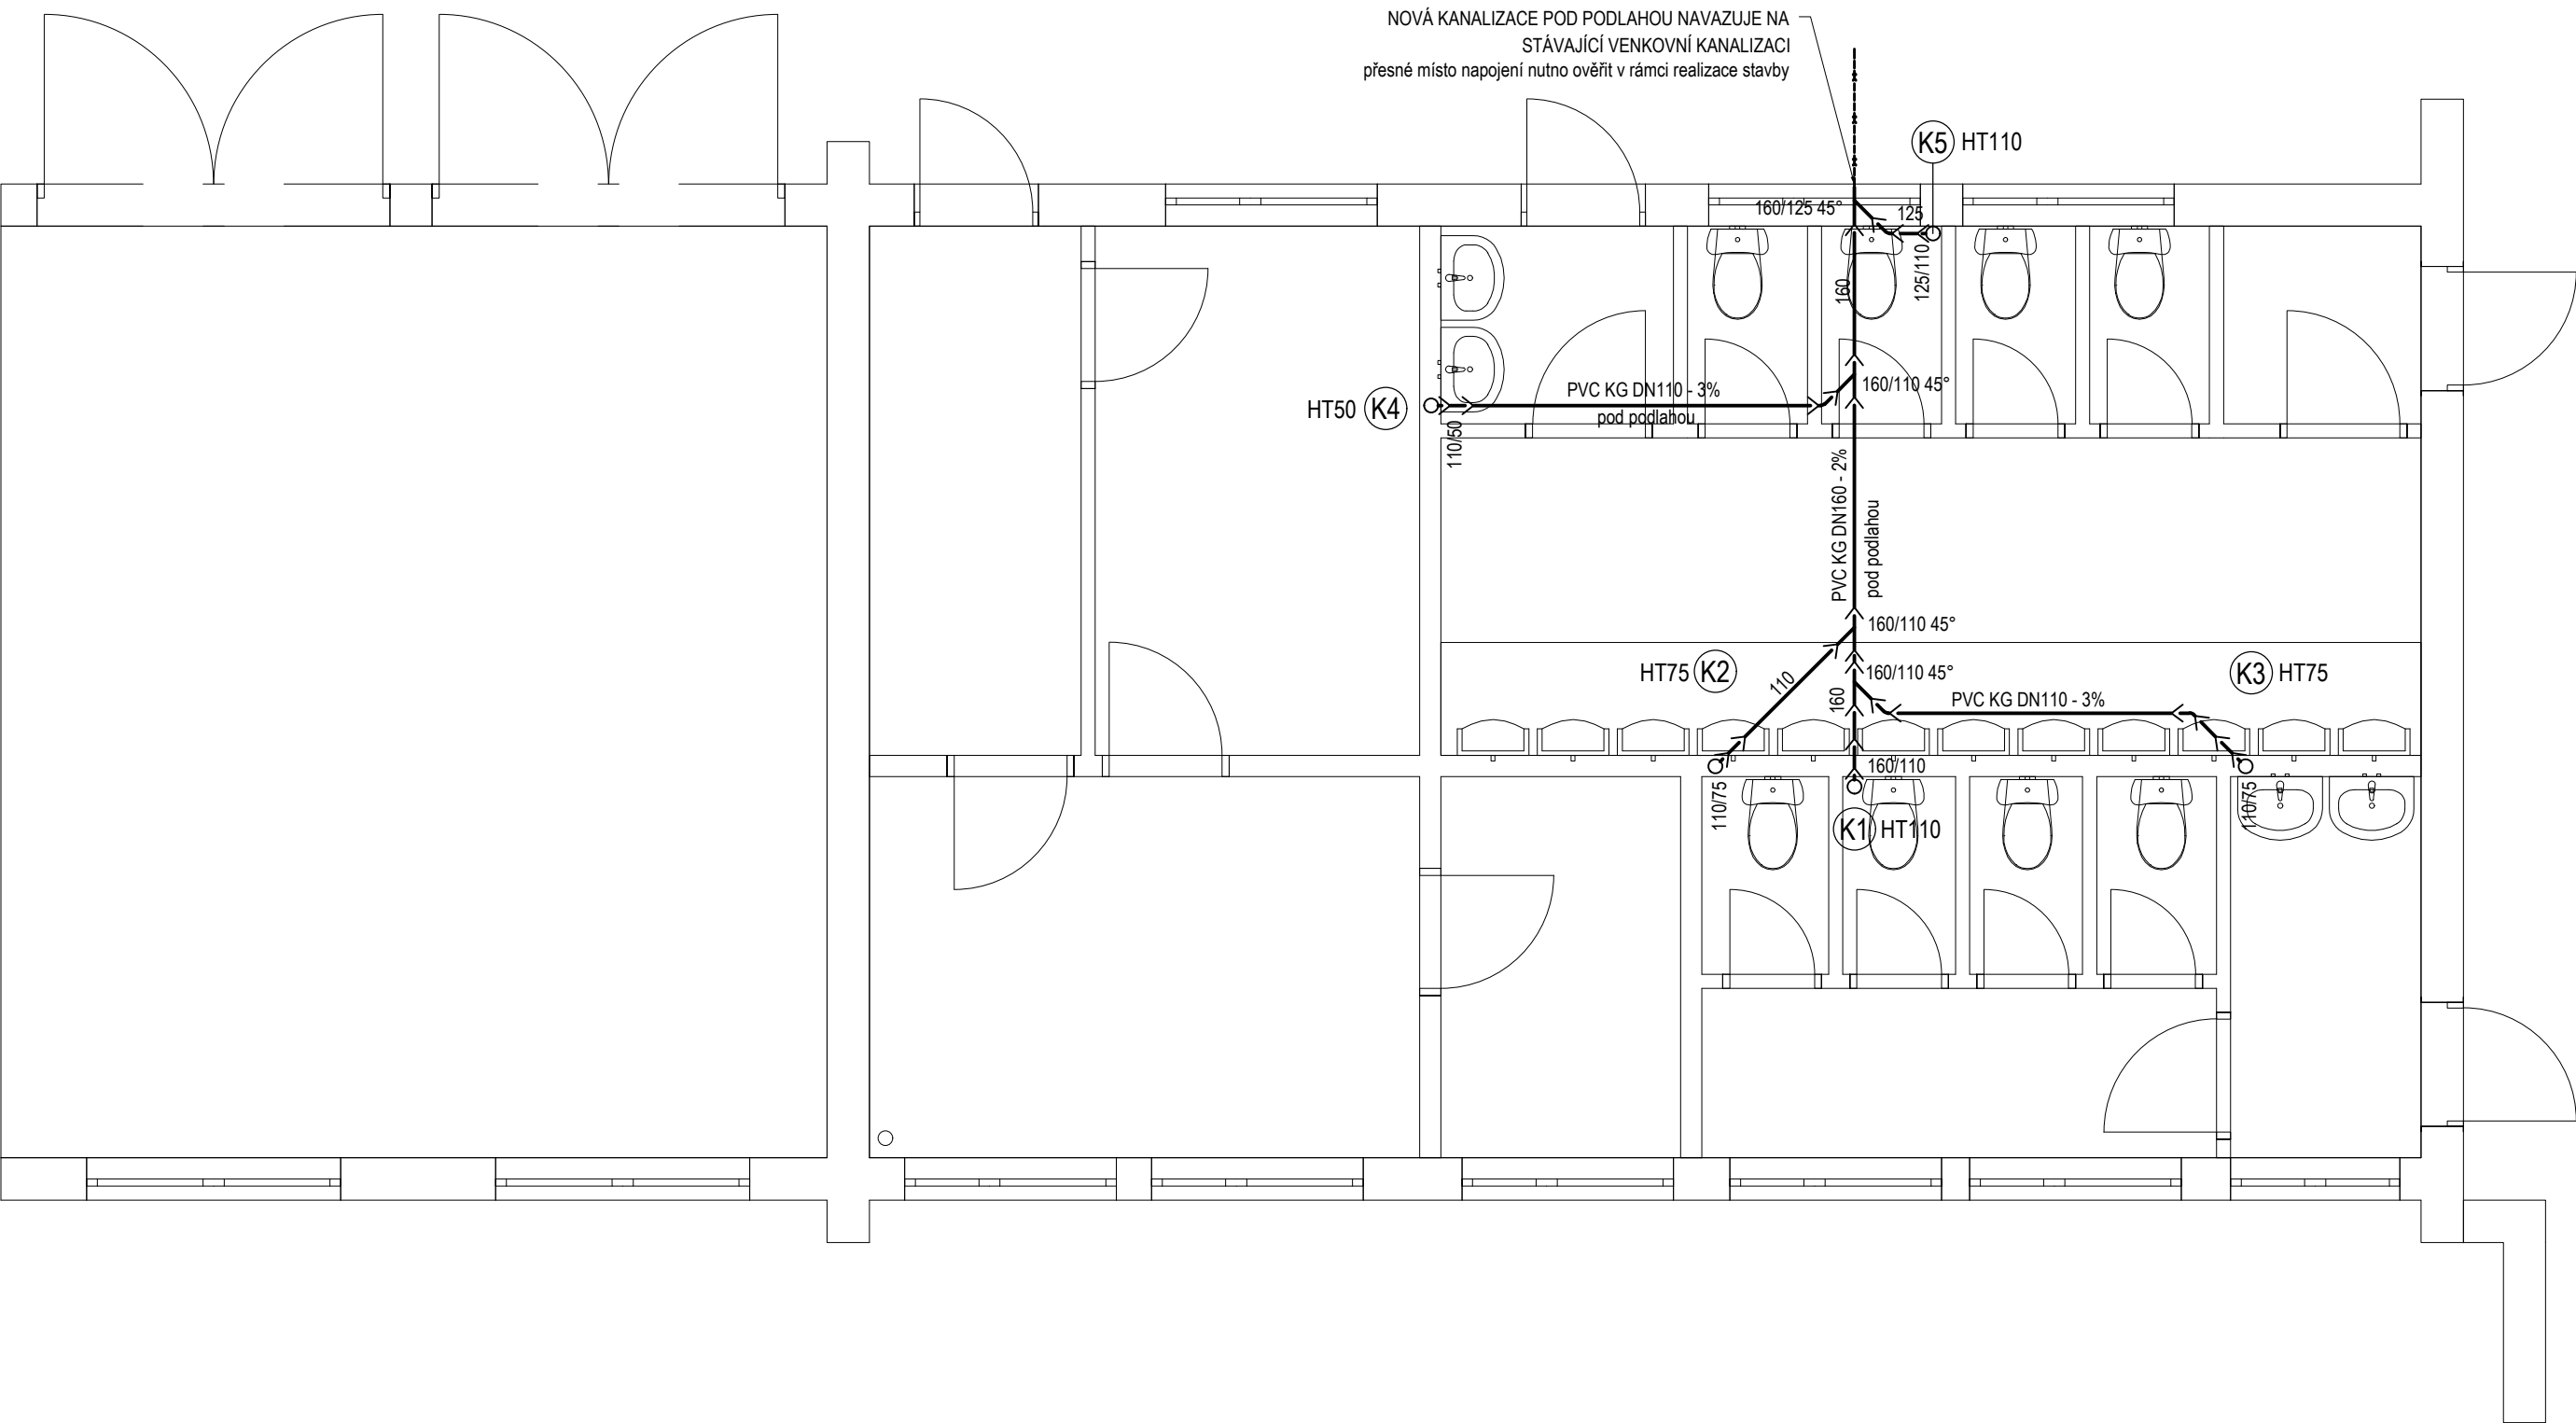 NOVÁ KANALIZACE POD PODLAHOU NAVAZUJE NA
STÁVAJÍCÍ VENKOVNÍ KANALIZACI
přesné místo napojení nutno ověřit v rámci realizace stavby
K5 HT110
160/125 45°
125
125/110
160
160/110 45°
PVC KG DN110 - 3%
pod podlahou
HT50 K4
110/50
PVC KG DN160 - 2%
pod podlahou
160/110 45°
HT75 K2
110
160/110 45°
160
K3 HT75
PVC KG DN110 - 3%
160/110
110/75
K1 HT110
110/75